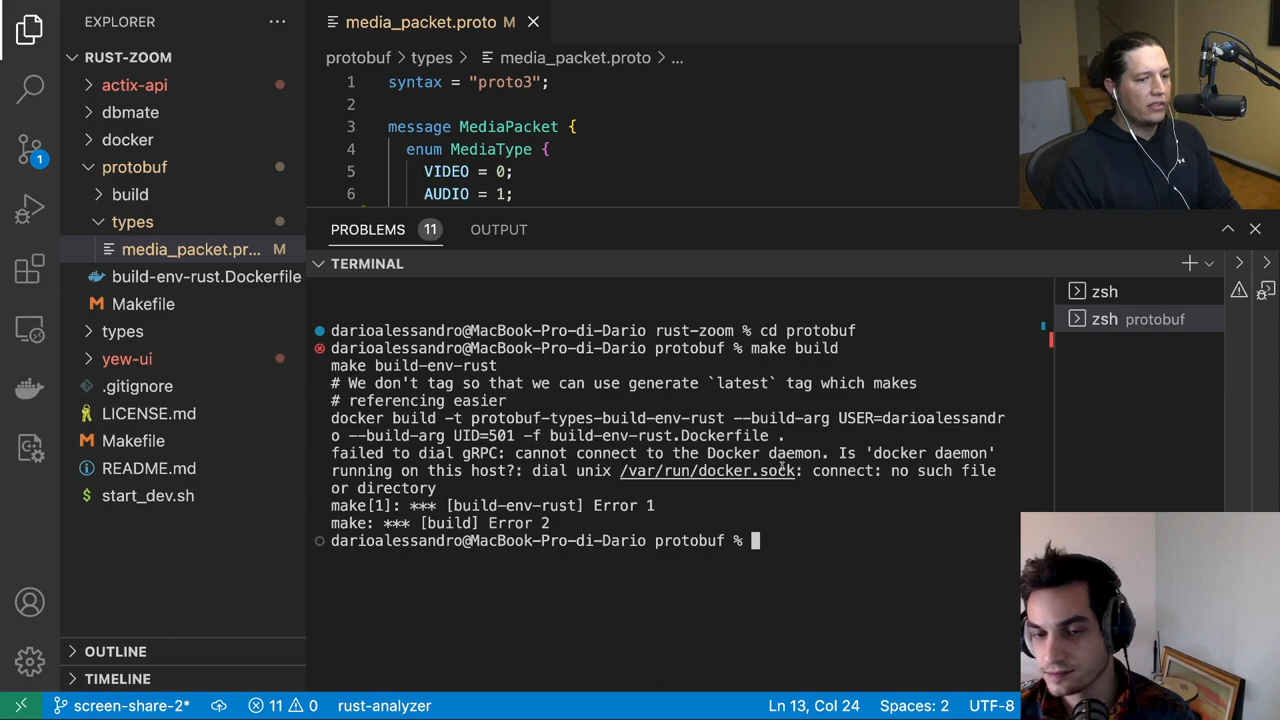 EXPLORER
RUST-ZOOM
actix-api
dbmate
docker
protobuf
build
types
media_packet.pr... M
build-env-rust.Dockerfile
Makefile
types
yew-ui
.gitignore
LICENSE.md
Makefile
README.md
start_dev.sh
OUTLINE
TIMELINE
1
media_packet.proto M
protobuf > types > media_packet.proto > ...
1 syntax = "proto3";
2
3 message MediaPacket {
4 enum MediaType {
5 VIDEO = 0;
6 AUDIO = 1;
PROBLEMS 11 OUTPUT
TERMINAL
zsh
zsh protobuf
darioalessandro@MacBook-Pro-di-Dario rust-zoom % cd protobuf
darioalessandro@MacBook-Pro-di-Dario protobuf % make build
make build-env-rust
# We don't tag so that we can use generate `latest` tag which makes
# referencing easier
docker build -t protobuf-types-build-env-rust --build-arg USER=darioalessandr
o --build-arg UID=501 -f build-env-rust.Dockerfile .
failed to dial gRPC: cannot connect to the Docker daemon. Is 'docker daemon'
running on this host?: dial unix /var/run/docker.sock: connect: no such file
or directory
make[1]: *** [build-env-rust] Error 1
make: *** [build] Error 2
darioalessandro@MacBook-Pro-di-Dario protobuf %
screen-share-2* 11 0 rust-analyzer Ln 13, Col 24 Spaces: 2 UTF-8